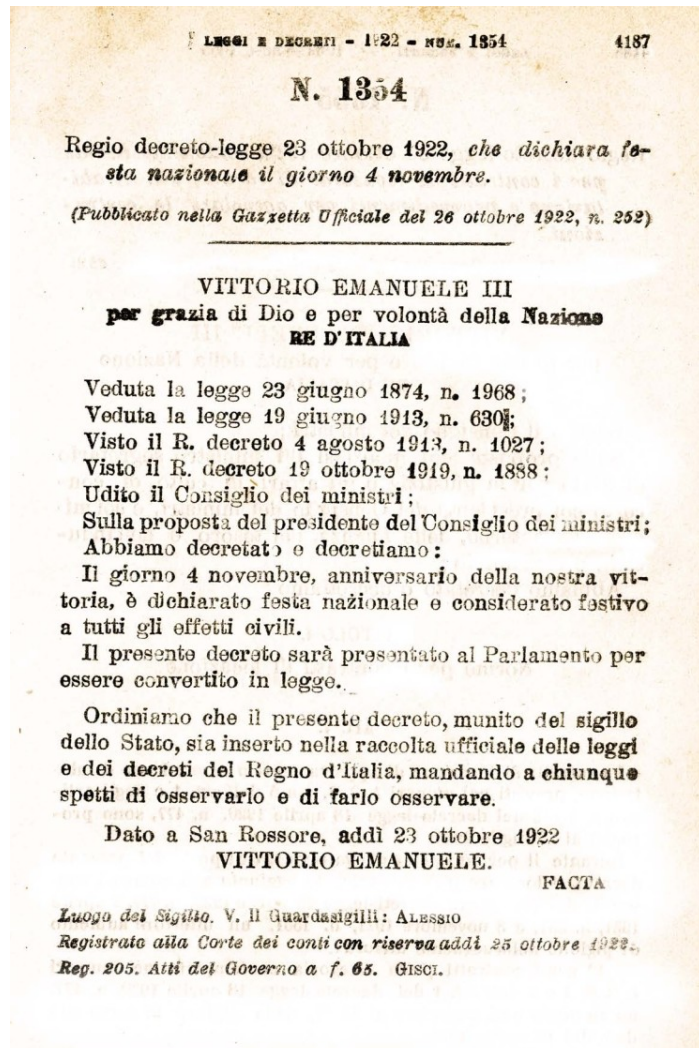 LEGGI E DECRETI - 1922 - NUM. 1354 4187
N. 1354
Regio decreto-legge 23 ottobre 1922, che dichiara fe-
sta nazionale il giorno 4 novembre.
(Pubblicato nella Gazzetta Ufficiale del 26 ottobre 1922, n. 252)
VITTORIO EMANUELE III
per grazia di Dio e per volontà della Nazione
RE D'ITALIA
Veduta la legge 23 giugno 1874, n. 1968;
Veduta la legge 19 giugno 1913, n. 630;
Visto il R. decreto 4 agosto 1913, n. 1027;
Visto il R. decreto 19 ottobre 1919, n. 1888;
Udito il Consiglio dei ministri;
Sulla proposta del presidente del Consiglio dei ministri;
Abbiamo decretato e decretiamo:
Il giorno 4 novembre, anniversario della nostra vit-
toria, è dichiarato festa nazionale e considerato festivo
a tutti gli effetti civili.
Il presente decreto sarà presentato al Parlamento per
essere convertito in legge.
Ordiniamo che il presente decreto, munito del sigillo
dello Stato, sia inserto nella raccolta ufficiale delle leggi
e dei decreti del Regno d'Italia, mandando a chiunque
spetti di osservarlo e di farlo osservare.
Dato a San Rossore, addì 23 ottobre 1922
VITTORIO EMANUELE.
FACTA
Luogo del Sigillo. V. Il Guardasigilli: ALESSIO
Registrato alla Corte dei conti con riserva addì 25 ottobre 1922.
Reg. 205. Atti del Governo a f. 65. GISCI.